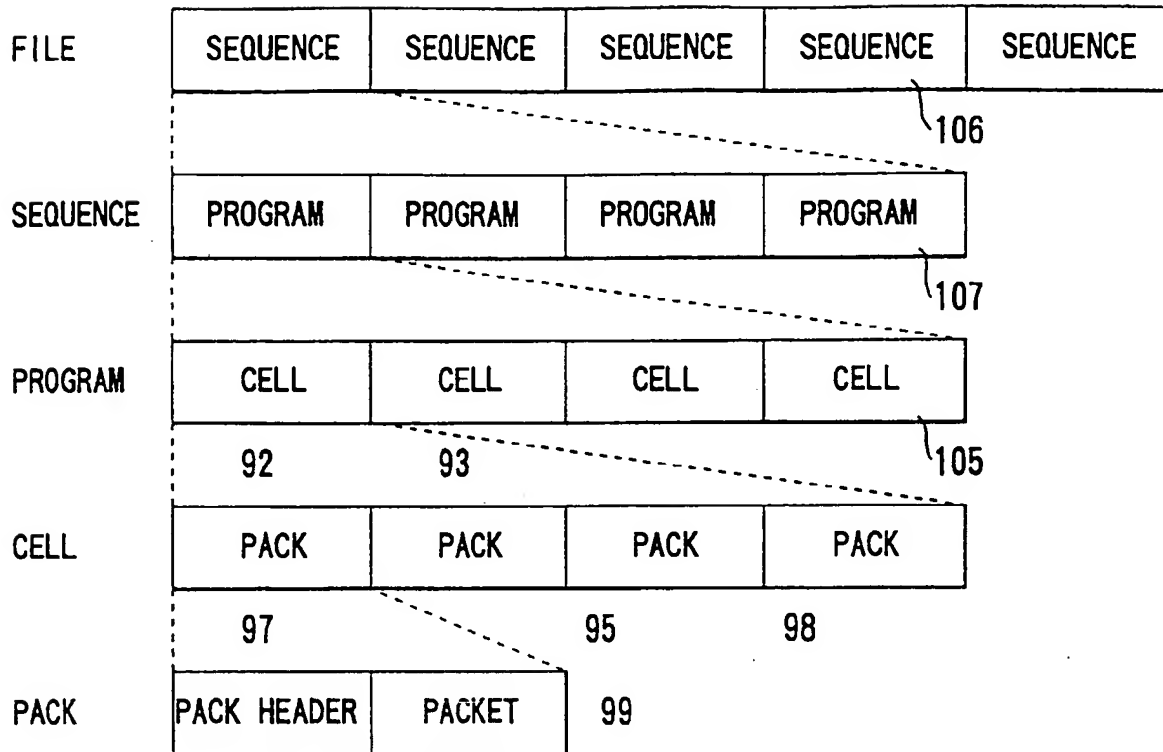 FILE SEQUENCE SEQUENCE SEQUENCE SEQUENCE SEQUENCE
106
SEQUENCE PROGRAM PROGRAM PROGRAM PROGRAM
107
PROGRAM CELL CELL CELL CELL
92 93 105
CELL PACK PACK PACK PACK
97 95 98
PACK PACK HEADER PACKET 99